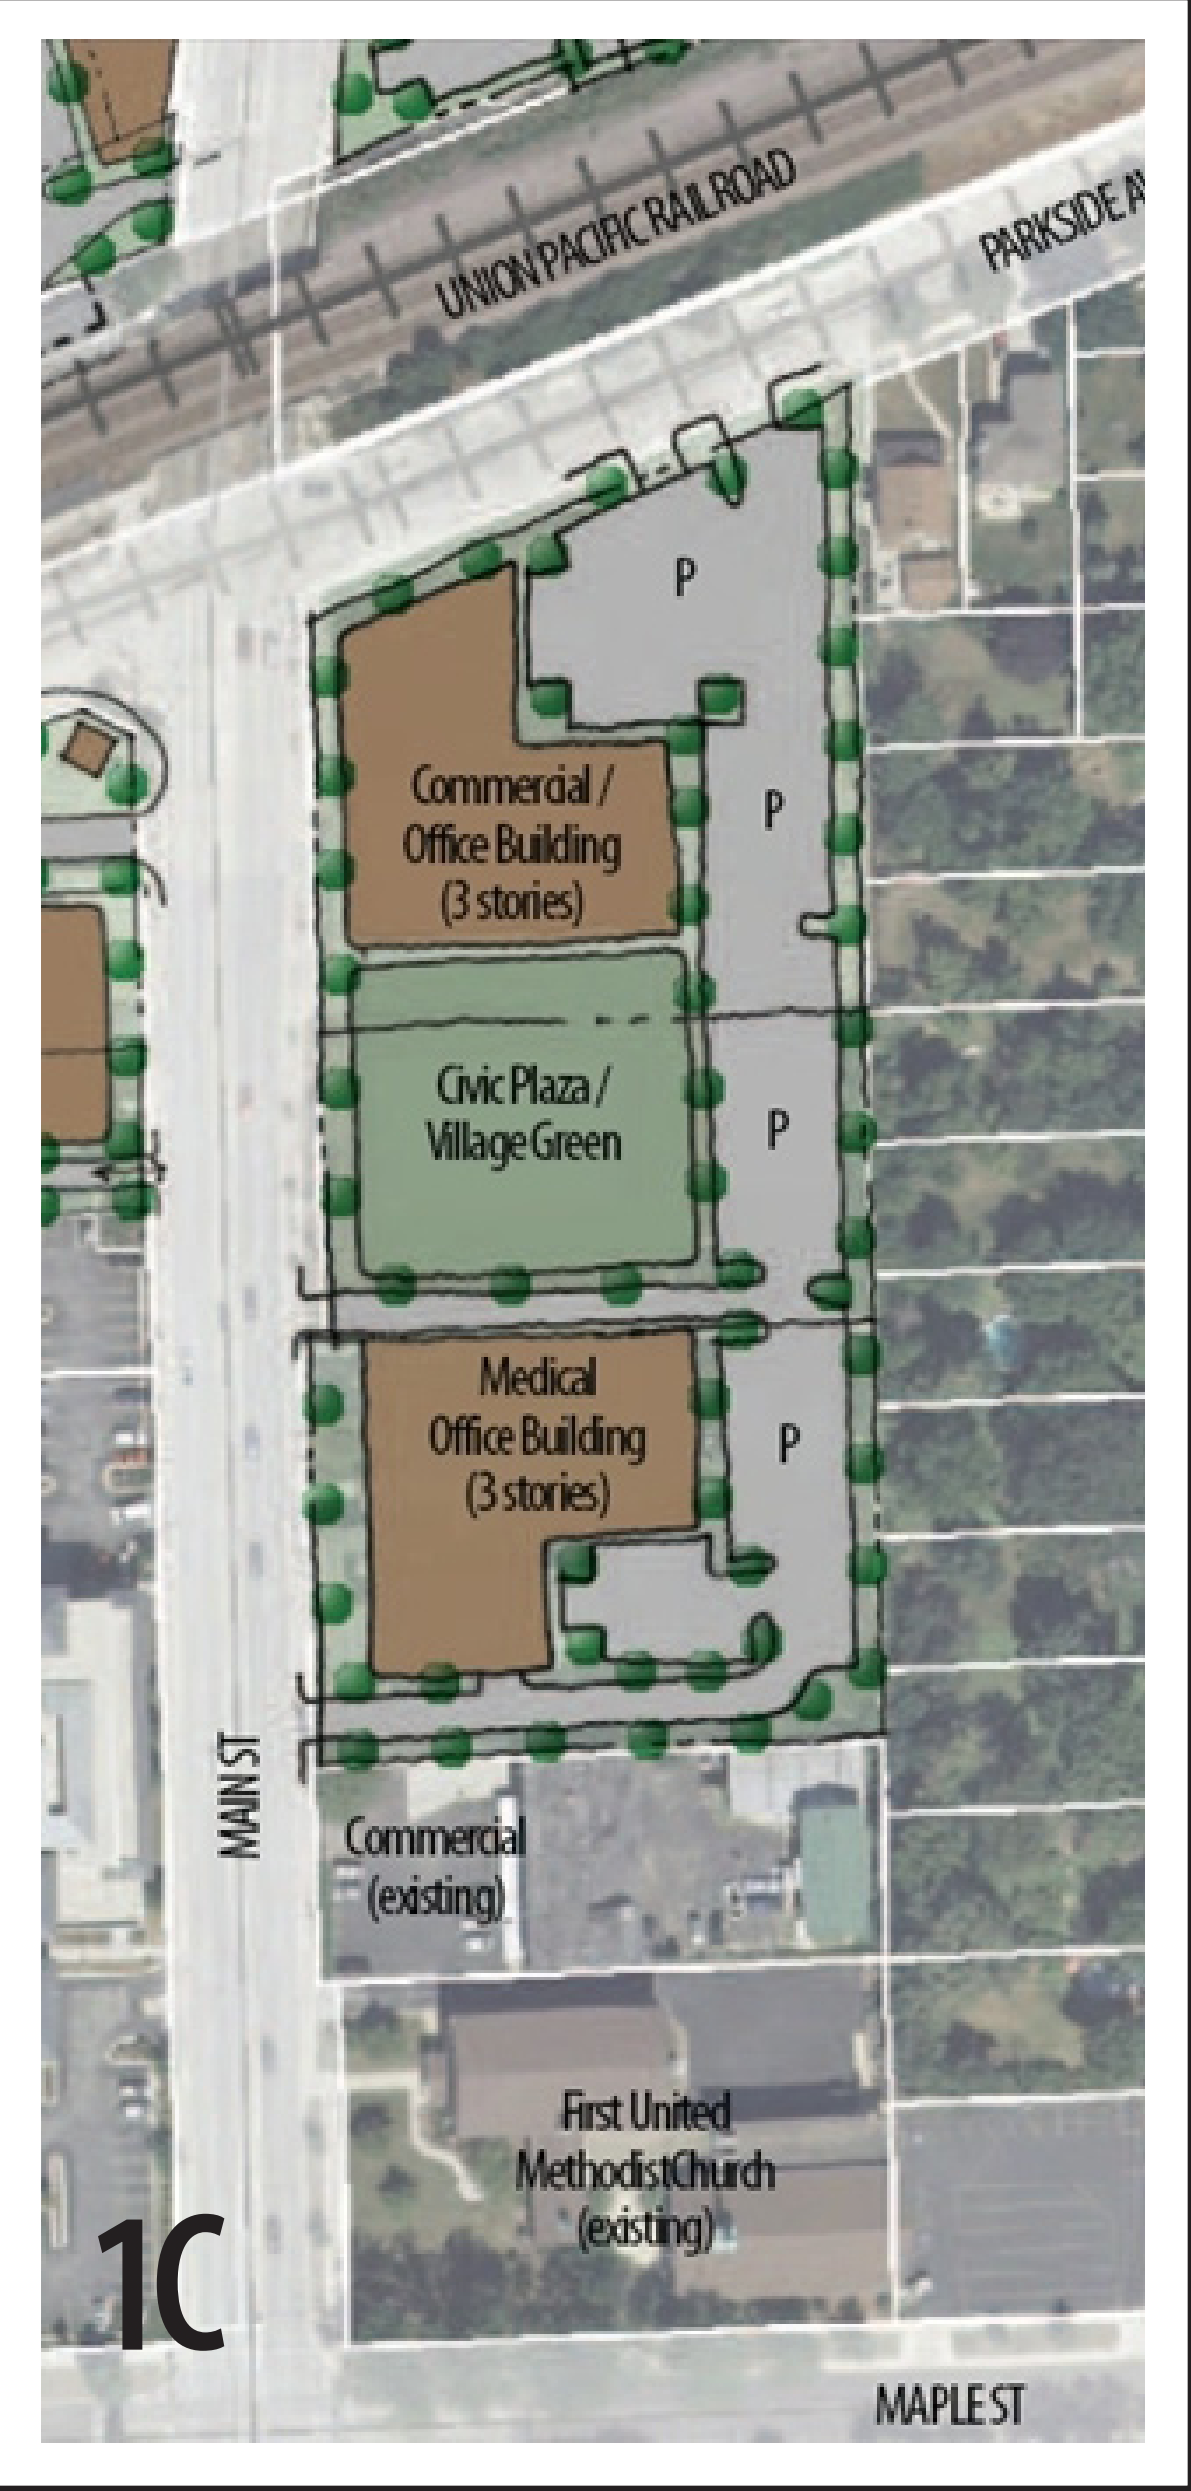 UNION PACIFIC RAILROAD
PARKSIDE AV
P
Commercial /
Office Building
(3 stories)
P
Civic Plaza /
Village Green
P
Medical
Office Building
(3 stories)
P
MAIN ST
Commercial
(existing)
First United
Methodist Church
(existing)
1C
MAPLE ST